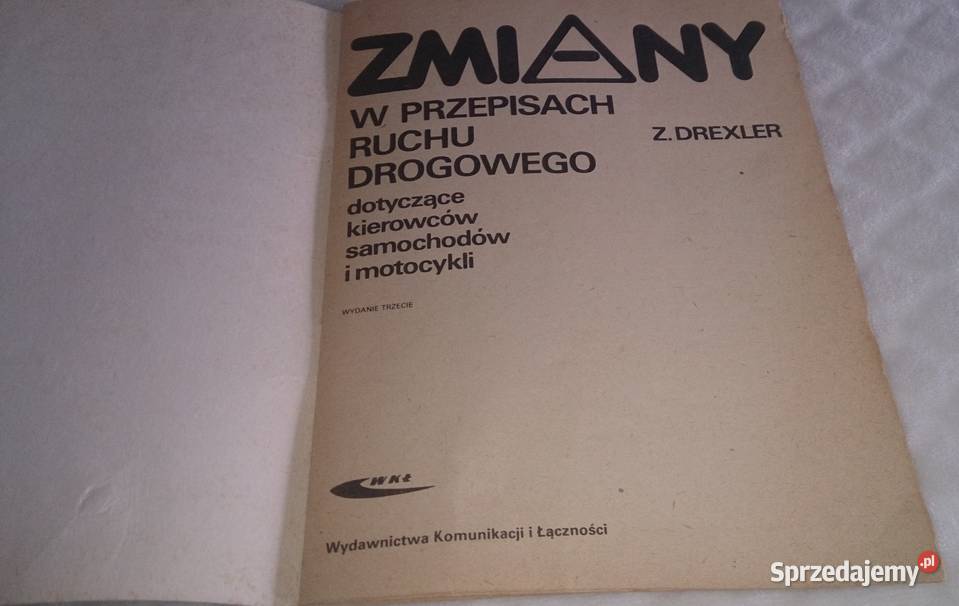 ZMIANY
W PRZEPISACH
RUCHU
DROGOWEGO
Z. DREXLER
dotyczące
kierowców
samochodów
i motocykli
WYDANIE TRZECIE
WKŁ
Wydawnictwa Komunikacji i Łączności
Sprzedajemy.pl